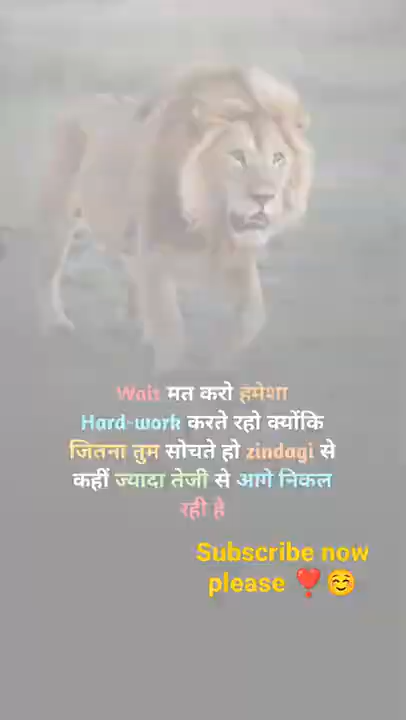 Wait मत करो हमेशा
Hard-work करते रहो क्योंकि
जितना तुम सोचते हो zindagi से
कहीं ज्यादा तेजी से आगे निकल
रही है
Subscribe now
please ❣️☺️